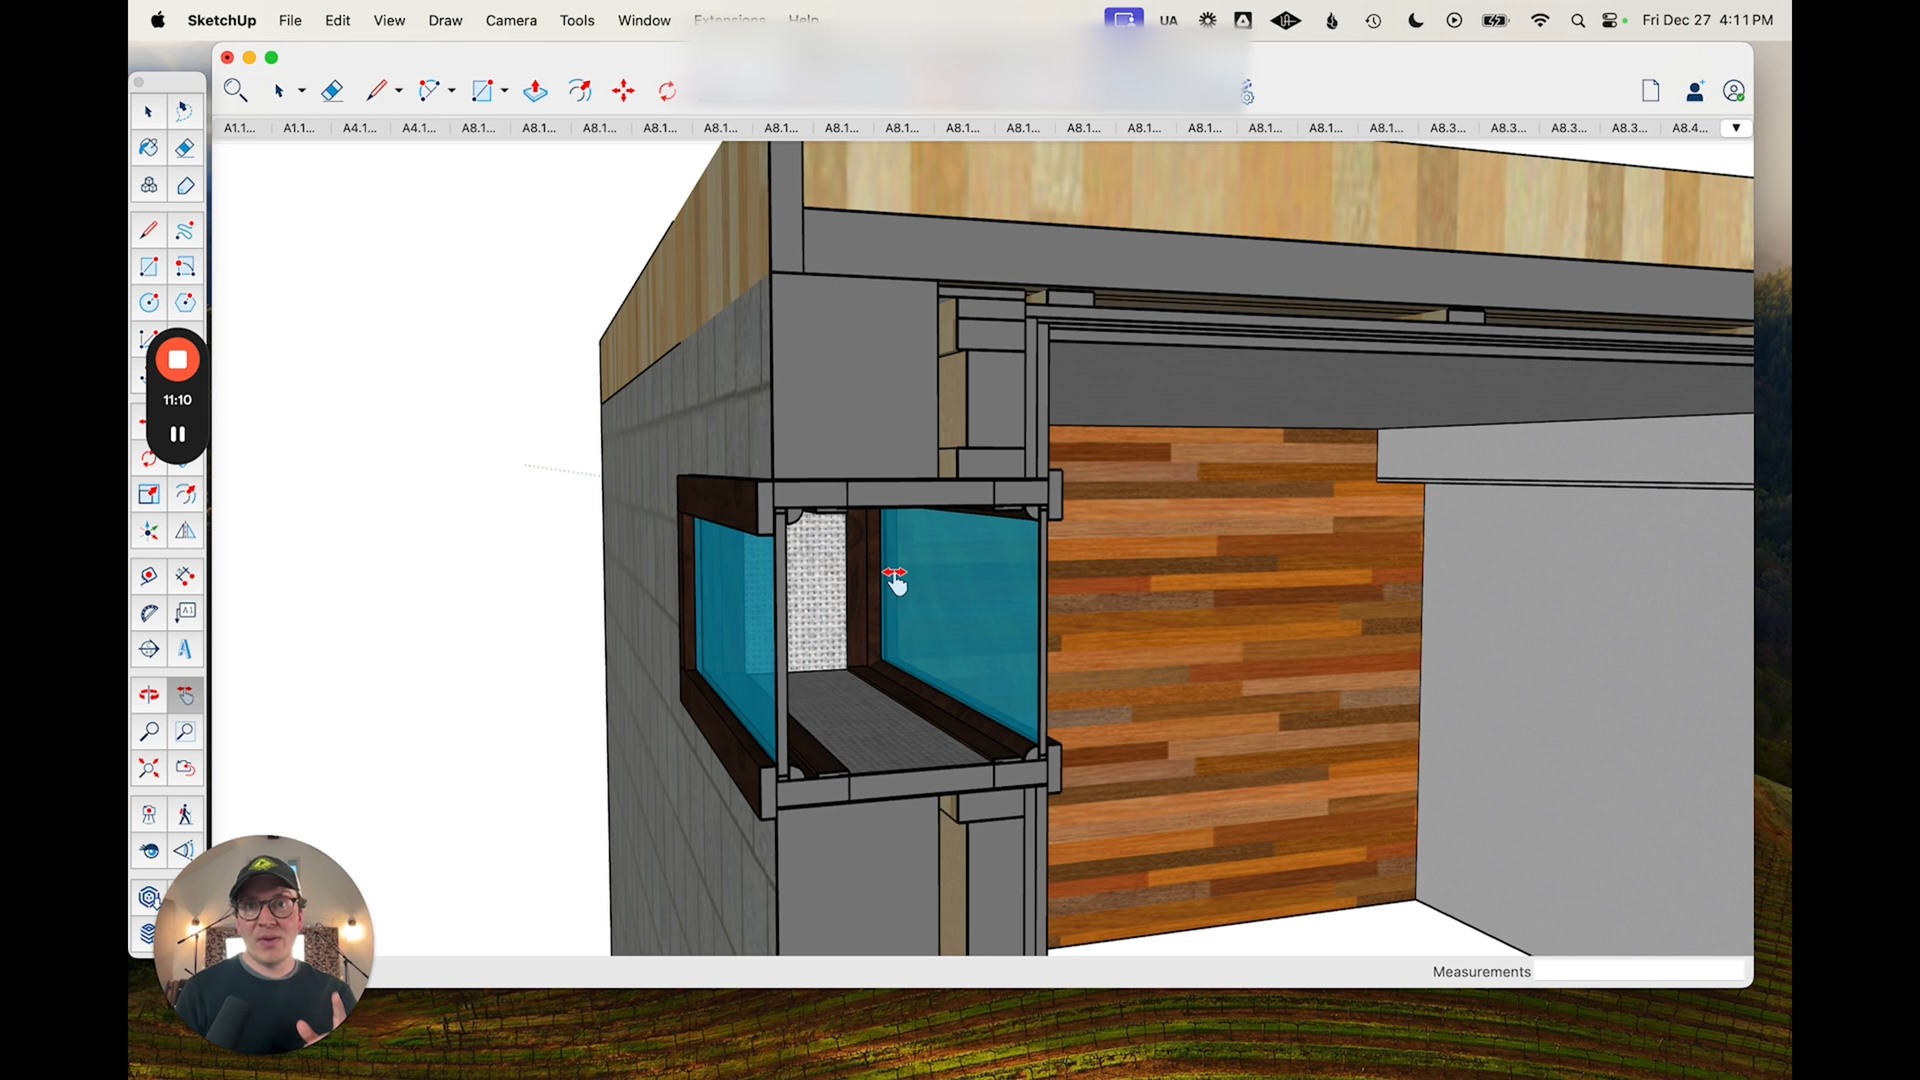 SketchUp File Edit View Draw Camera Tools Window Extensions Help UA Fri Dec 27 4:11 PM
A1.1... A1.1... A4.1... A4.1... A8.1... A8.1... A8.1... A8.1... A8.1... A8.1... A8.1... A8.1... A8.1... A8.1... A8.1... A8.1... A8.1... A8.1... A8.1... A8.1... A8.3... A8.3... A8.3... A8.3... A8.4...
11:10
A1
A
Measurements